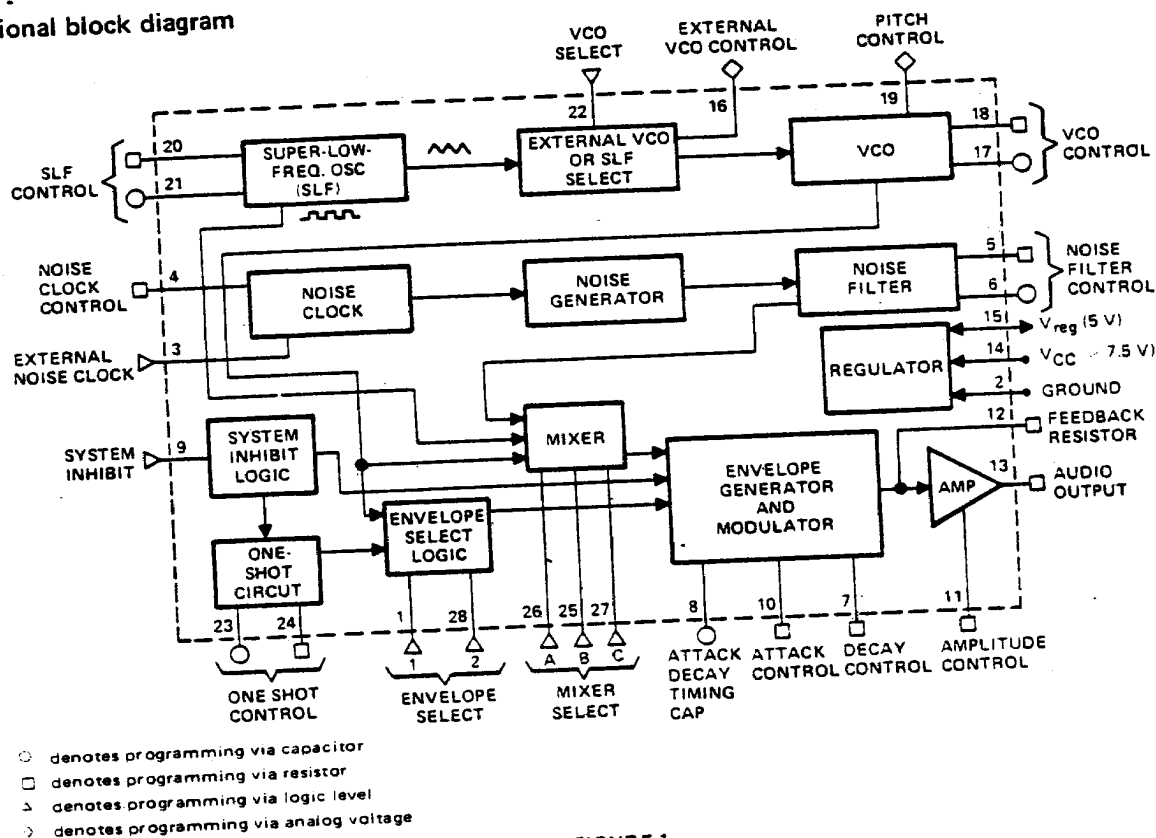 ional block diagram
VCO
SELECT
EXTERNAL
VCO CONTROL
PITCH
CONTROL
22
16
19
20
21
SLF
CONTROL
SUPER-LOW-
FREQ. OSC
(SLF)
EXTERNAL VCO
OR SLF
SELECT
VCO
18
17
VCO
CONTROL
NOISE
CLOCK
CONTROL
4
NOISE
CLOCK
NOISE
GENERATOR
NOISE
FILTER
5
6
NOISE
FILTER
CONTROL
EXTERNAL
NOISE CLOCK
3
REGULATOR
15
Vreg (5 V)
14
VCC 7.5 V)
2
GROUND
SYSTEM
INHIBIT
9
SYSTEM
INHIBIT
LOGIC
MIXER
ENVELOPE
GENERATOR
AND
MODULATOR
12
FEEDBACK
RESISTOR
AMP
13
AUDIO
OUTPUT
ONE-
SHOT
CIRCUT
ENVELOPE
SELECT
LOGIC
23
24
1
28
26
25
27
8
10
7
11
1
2
A
B
C
ONE SHOT
CONTROL
ENVELOPE
SELECT
MIXER
SELECT
ATTACK
DECAY
TIMING
CAP
ATTACK
CONTROL
DECAY
CONTROL
AMPLITUDE
CONTROL
denotes programming via capacitor
denotes programming via resistor
denotes programming via logic level
denotes programming via analog voltage